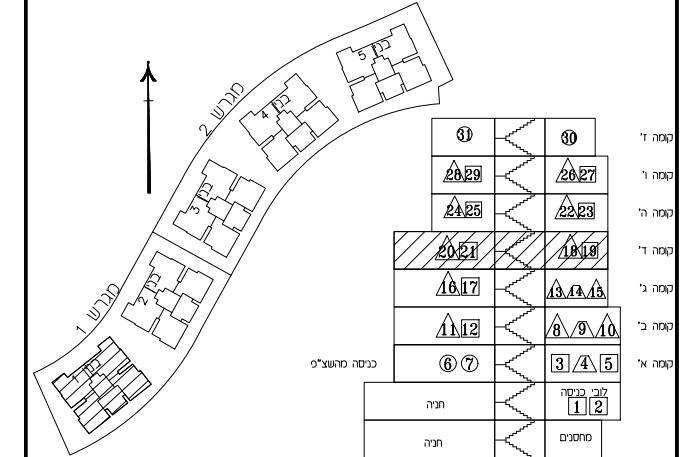 מגרש 2
בנין 5
בנין 4
בנין 3
מגרש 1
בנין 2
1
31 30 קומה ז'
28 29 26 27 קומה ו'
24 25 22 23 קומה ה'
20 21 18 19 קומה ד'
16 17 13 14 15 קומה ג'
11 12 8 9 10 קומה ב'
כניסה מהשצ"פ 6 7 3 4 5 קומה א'
חניה לובי כניסה
1 2
חניה מחסנים